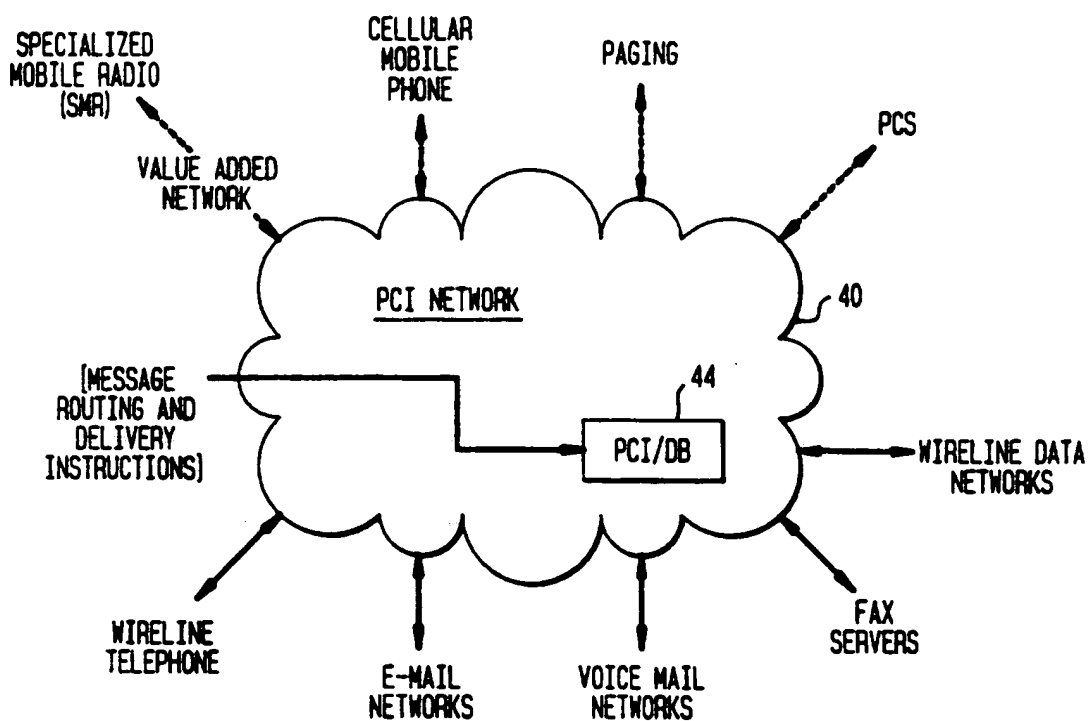 SPECIALIZED
MOBILE RADIO
(SMR)
CELLULAR
MOBILE
PHONE
PAGING
PCS
VALUE ADDED
NETWORK
PCI NETWORK
40
[MESSAGE
ROUTING AND
DELIVERY
INSTRUCTIONS]
44
PCI/DB
WIRELINE DATA
NETWORKS
WIRELINE
TELEPHONE
E-MAIL
NETWORKS
VOICE MAIL
NETWORKS
FAX
SERVERS